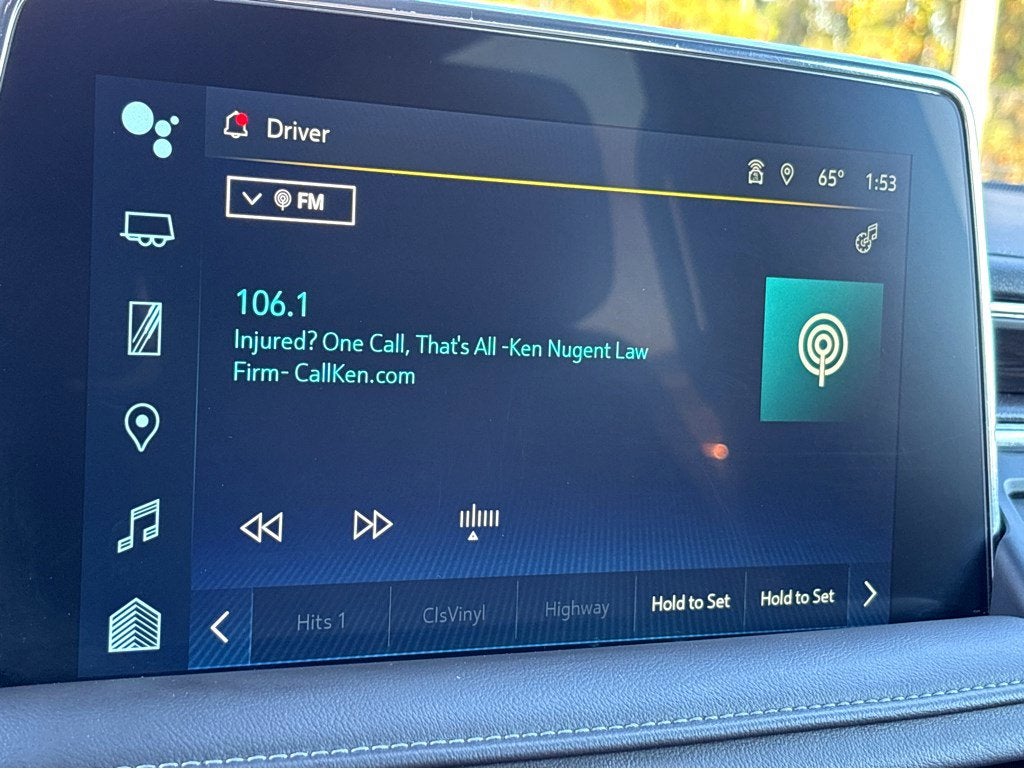 Driver
65° 1:53
FM
106.1
Injured? One Call, That's All -Ken Nugent Law
Firm- CallKen.com
Hits 1 ClsVinyl Highway Hold to Set Hold to Set